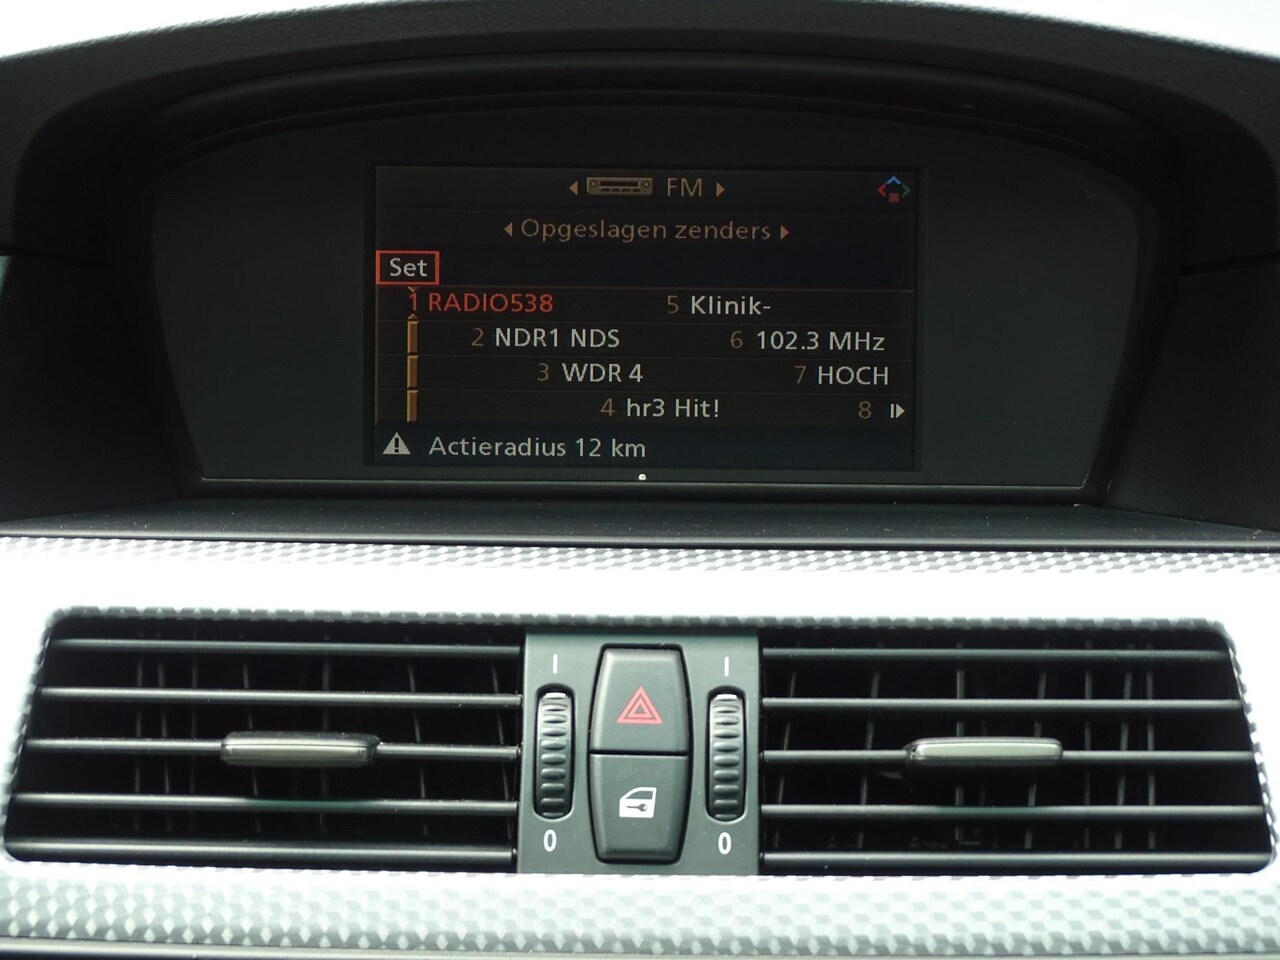 FM
Opgeslagen zenders
Set
1 RADIO538 5 Klinik-
2 NDR1 NDS 6 102.3 MHz
3 WDR 4 7 HOCH
4 hr3 Hit! 8
Actieradius 12 km
I I
0 0